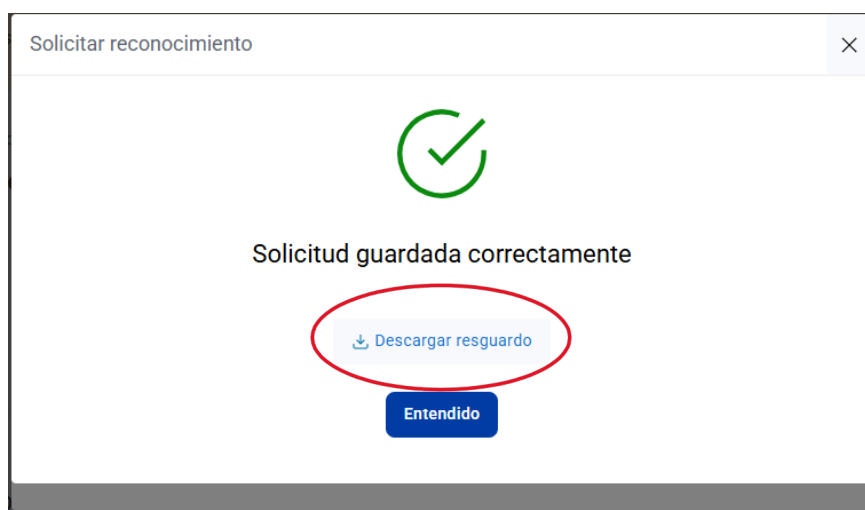 Solicitar reconocimiento
Solicitud guardada correctamente
Descargar resguardo
Entendido